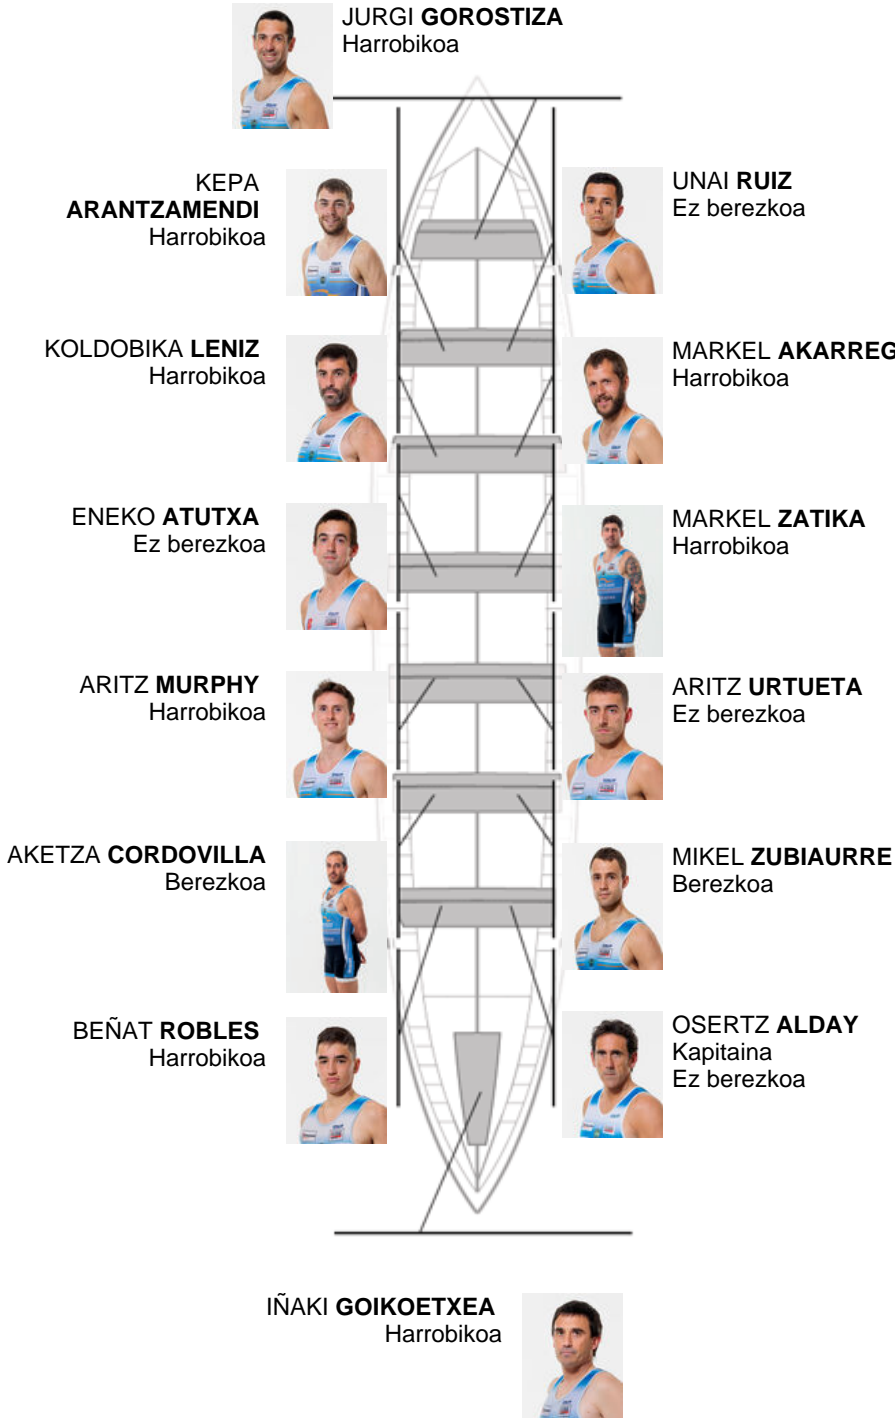 JURGI GOROSTIZA
Harrobikoa
KEPA
ARANTZAMENDI
Harrobikoa
UNAI RUIZ
Ez berezkoa
KOLDOBIKA LENIZ
Harrobikoa
MARKEL AKARREG
Harrobikoa
ENEKO ATUTXA
Ez berezkoa
MARKEL ZATIKA
Harrobikoa
ARITZ MURPHY
Harrobikoa
ARITZ URTUETA
Ez berezkoa
AKETZA CORDOVILLA
Berezkoa
MIKEL ZUBIAURRE
Berezkoa
BEÑAT ROBLES
Harrobikoa
OSERTZ ALDAY
Kapitaina
Ez berezkoa
IÑAKI GOIKOETXEA
Harrobikoa